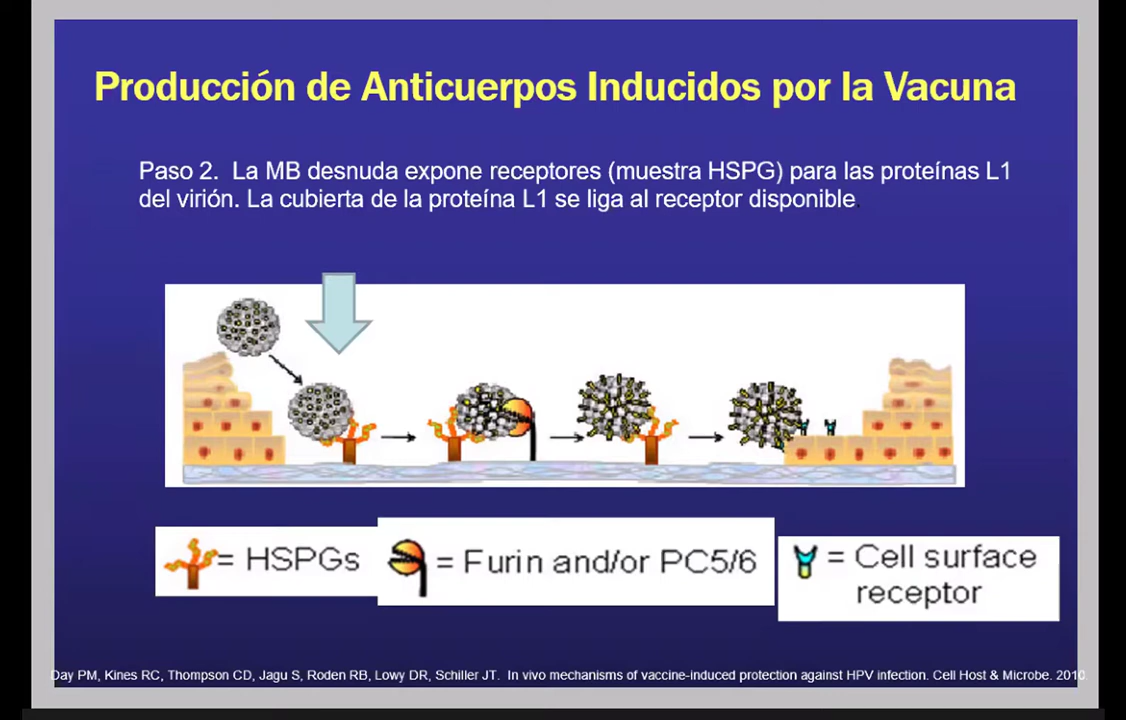 Producción de Anticuerpos Inducidos por la Vacuna
Paso 2. La MB desnuda expone receptores (muestra HSPG) para las proteínas L1
del virión. La cubierta de la proteína L1 se liga al receptor disponible.
= HSPGs
= Furin and/or PC5/6
= Cell surface
receptor
Day PM, Kines RC, Thompson CD, Jagu S, Roden RB, Lowy DR, Schiller JT. In vivo mechanisms of vaccine-induced protection against HPV infection. Cell Host & Microbe. 2010.